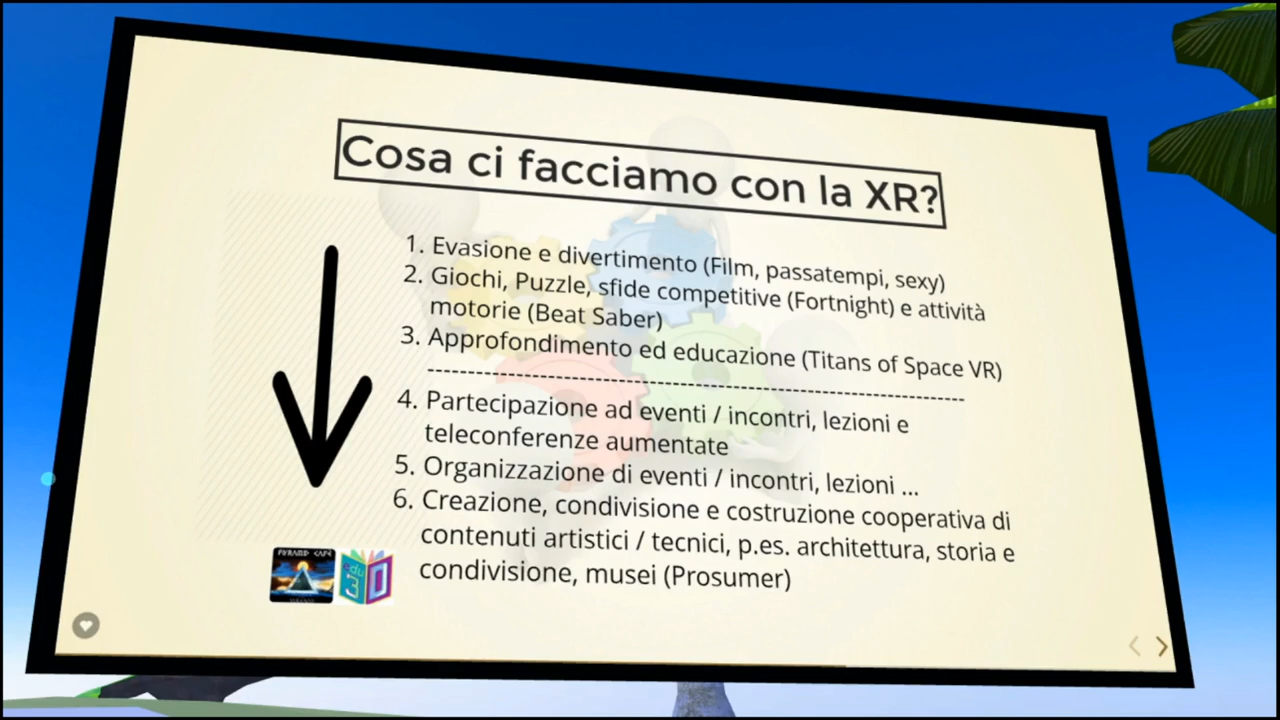 Cosa ci facciamo con la XR?
1. Evasione e divertimento (Film, passatempi, sexy)
2. Giochi, Puzzle, sfide competitive (Fortnight) e attività
motorie (Beat Saber)
3. Approfondimento ed educazione (Titans of Space VR)
--------------------------------------------------------------------------------
4. Partecipazione ad eventi / incontri, lezioni e
teleconferenze aumentate
5. Organizzazione di eventi / incontri, lezioni ...
6. Creazione, condivisione e costruzione cooperativa di
contenuti artistici / tecnici, p.es. architettura, storia e
condivisione, musei (Prosumer)
PYRAMID CAFÉ
edu
3D